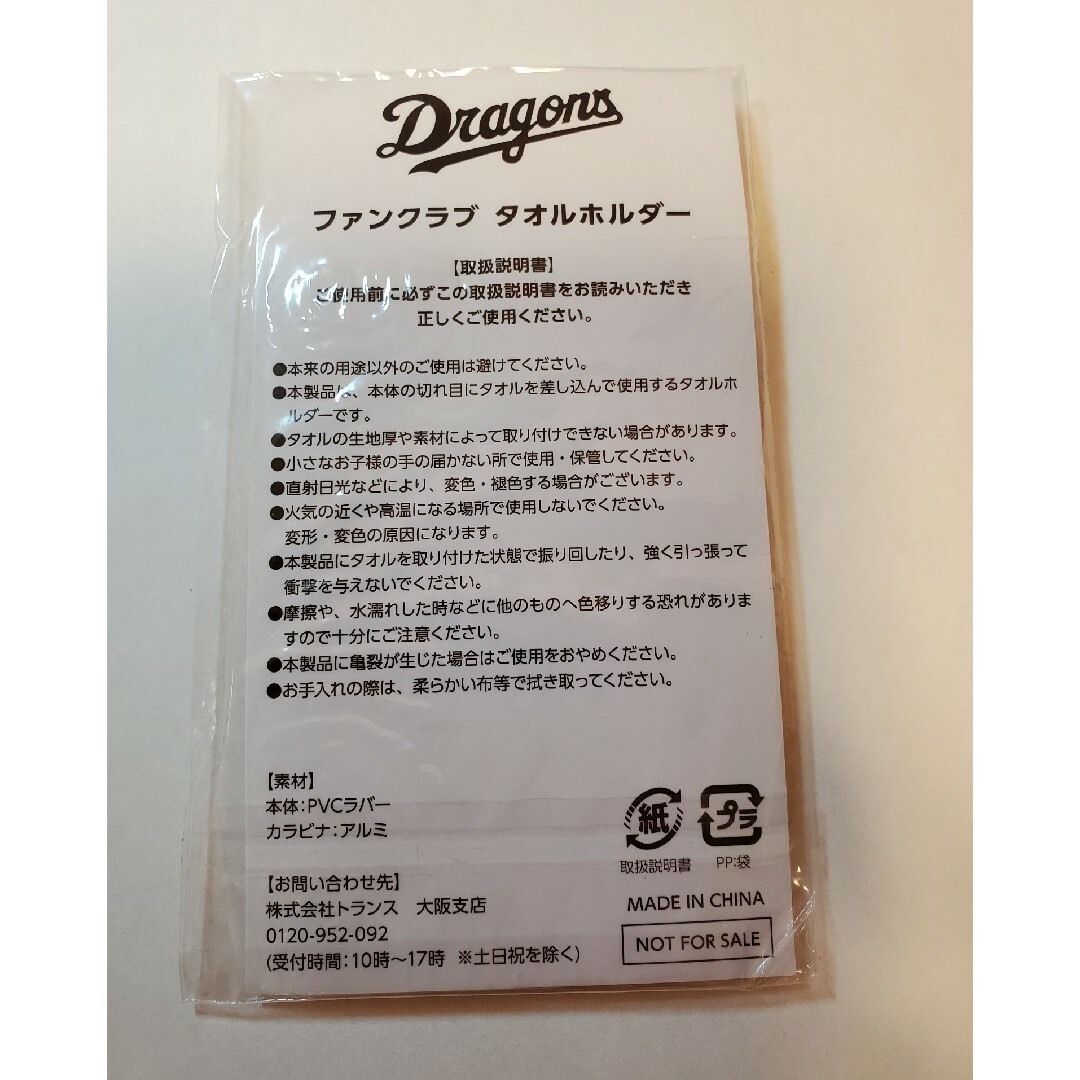 Dragons
ファンクラブ タオルホルダー
【取扱説明書】
ご使用前に必ずこの取扱説明書をお読みいただき
正しくご使用ください。
●本来の用途以外のご使用は避けてください。
●本製品は、本体の切れ目にタオルを差し込んで使用するタオルホ
ルダーです。
●タオルの生地厚や素材によって取り付けできない場合があります。
●小さなお子様の手の届かない所で使用・保管してください。
●直射日光などにより、変色・褪色する場合がございます。
●火気の近くや高温になる場所で使用しないでください。
変形・変色の原因になります。
●本製品にタオルを取り付けた状態で振り回したり、強く引っ張って
衝撃を与えないでください。
●摩擦や、水濡れした時などに他のものへ色移りする恐れがありま
すので十分にご注意ください。
●本製品に亀裂が生じた場合はご使用をおやめください。
●お手入れの際は、柔らかい布等で拭き取ってください。
【素材】
本体:PVCラバー
カラビナ:アルミ
紙 プラ
取扱説明書 PP:袋
【お問い合わせ先】
株式会社トランス 大阪支店
0120-952-092
(受付時間:10時～17時 ※土日祝を除く)
MADE IN CHINA
NOT FOR SALE